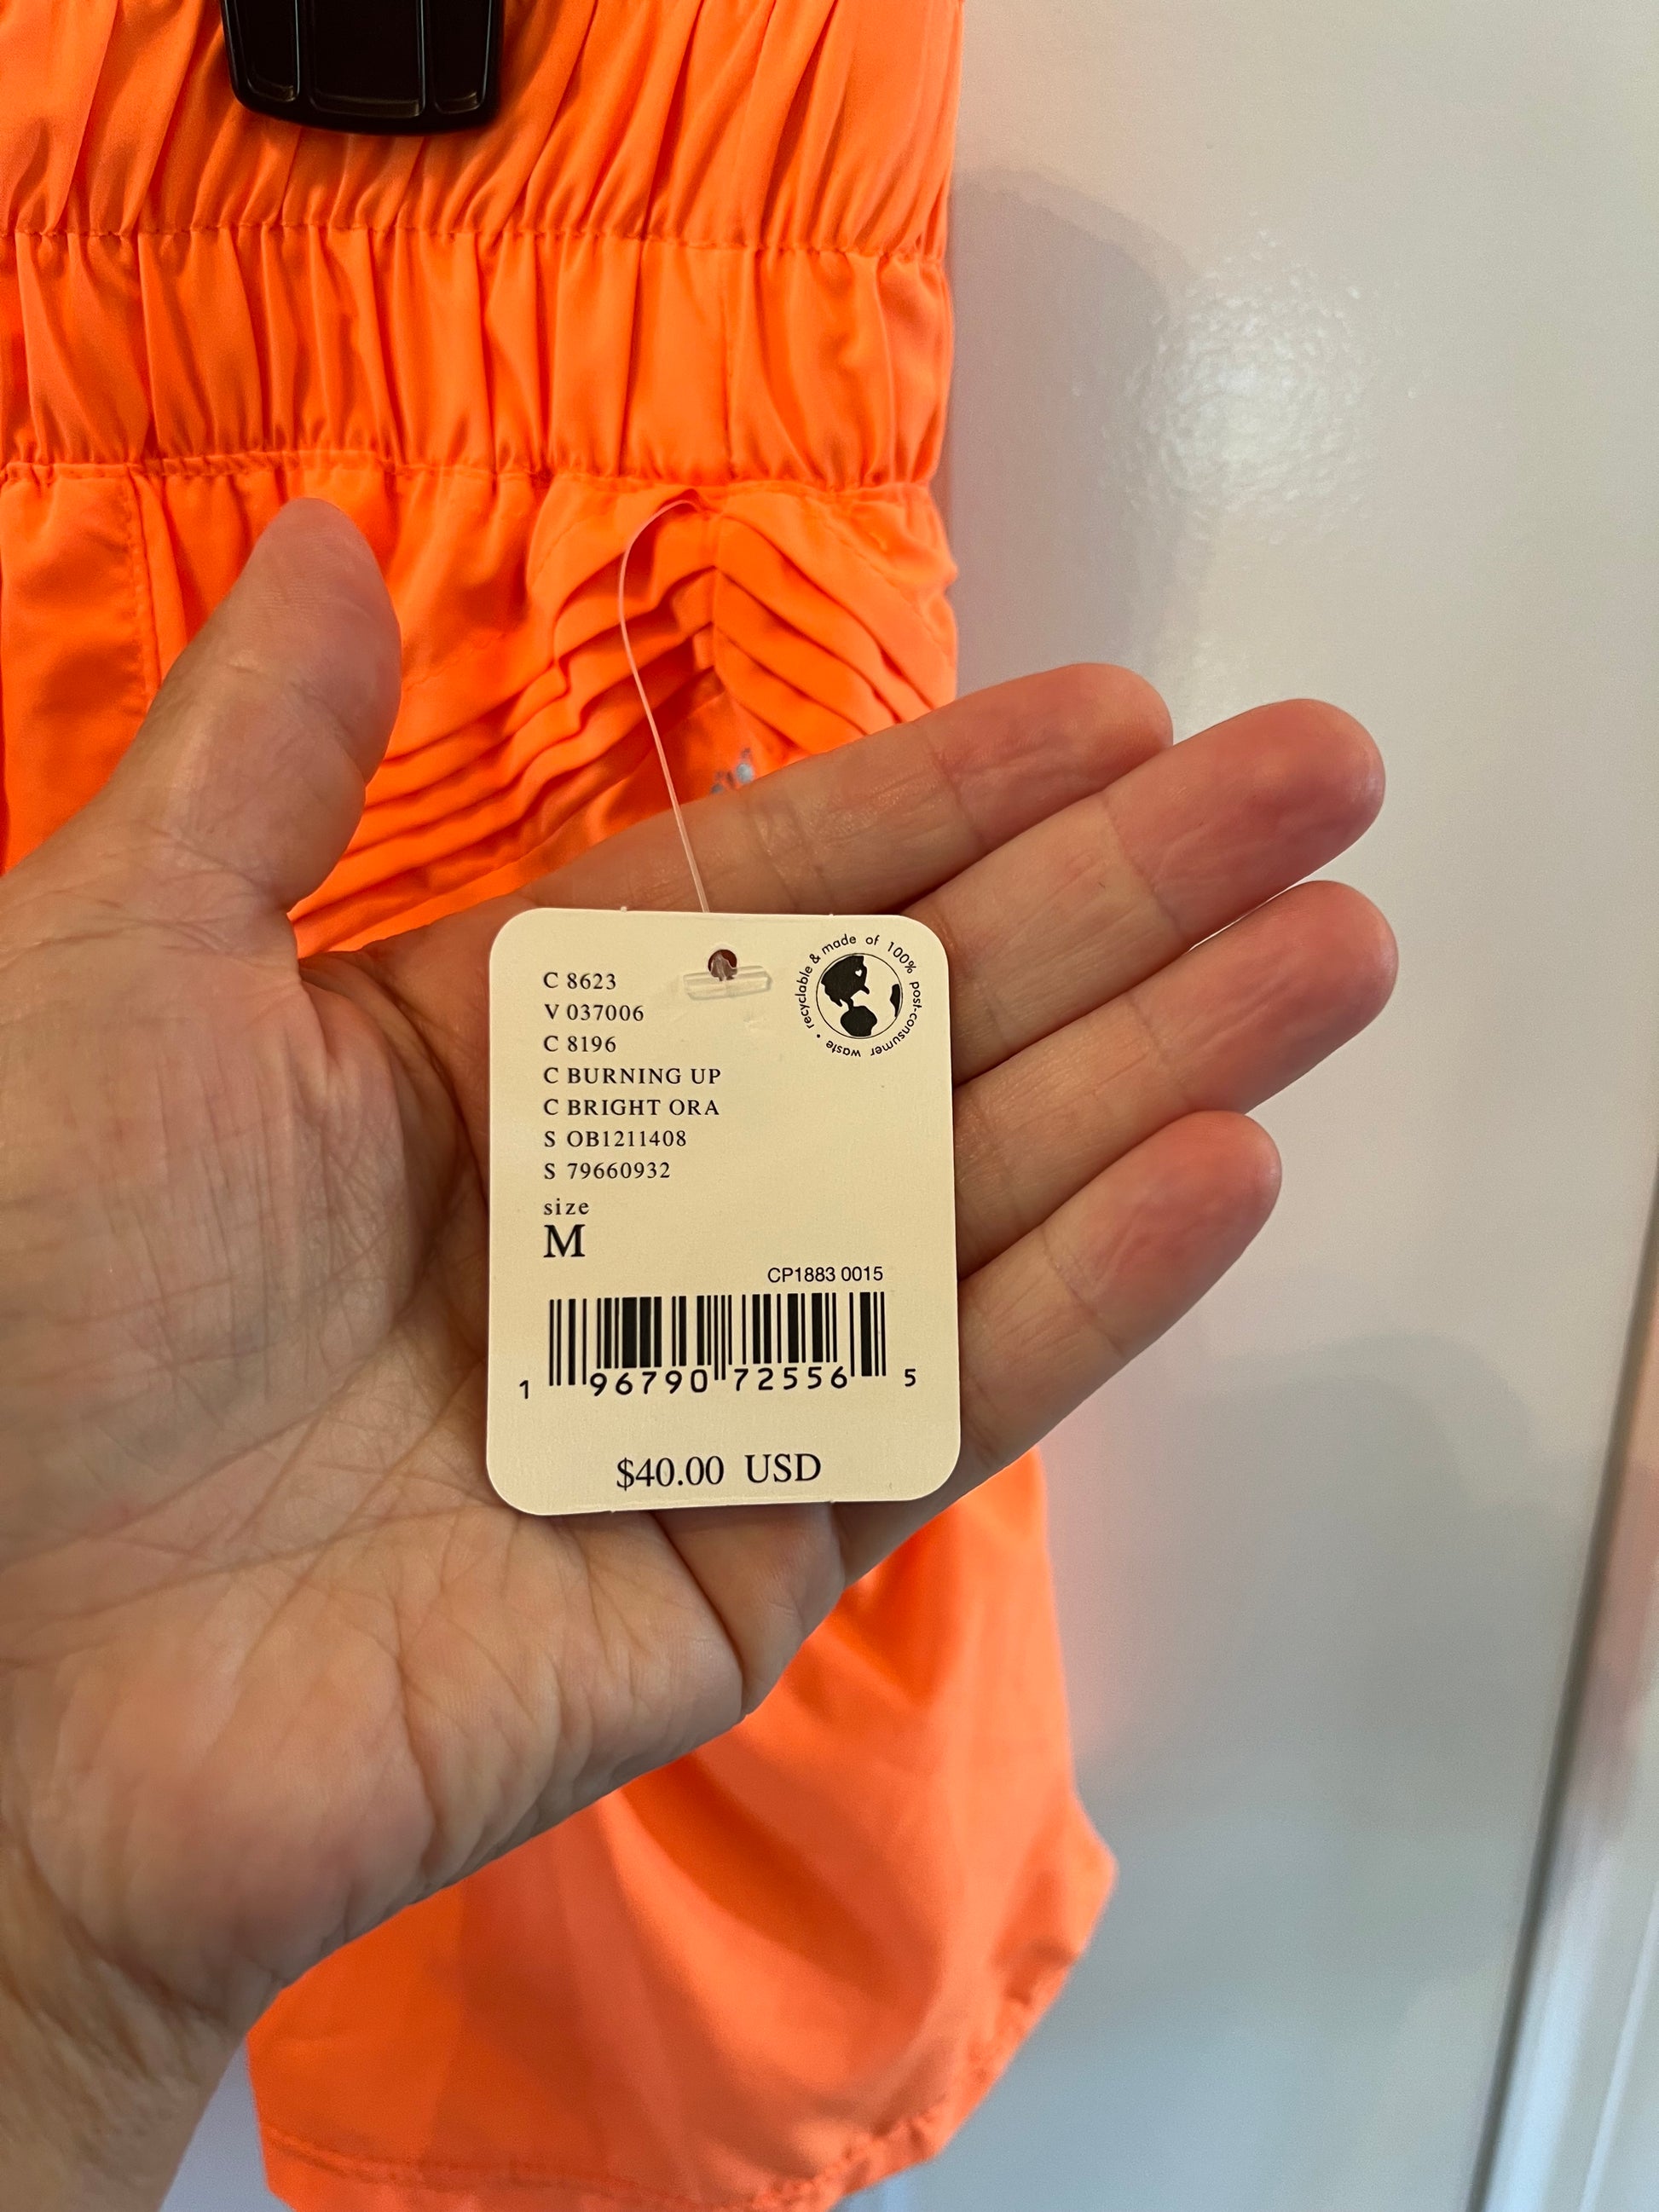 C 8623
V 037006
C 8196
C BURNING UP
C BRIGHT ORA
S OB1211408
S 79660932
size
M
recyclable & made of 100% post-consumer waste •
CP1883 0015
1 96790 72556 5
$40.00 USD